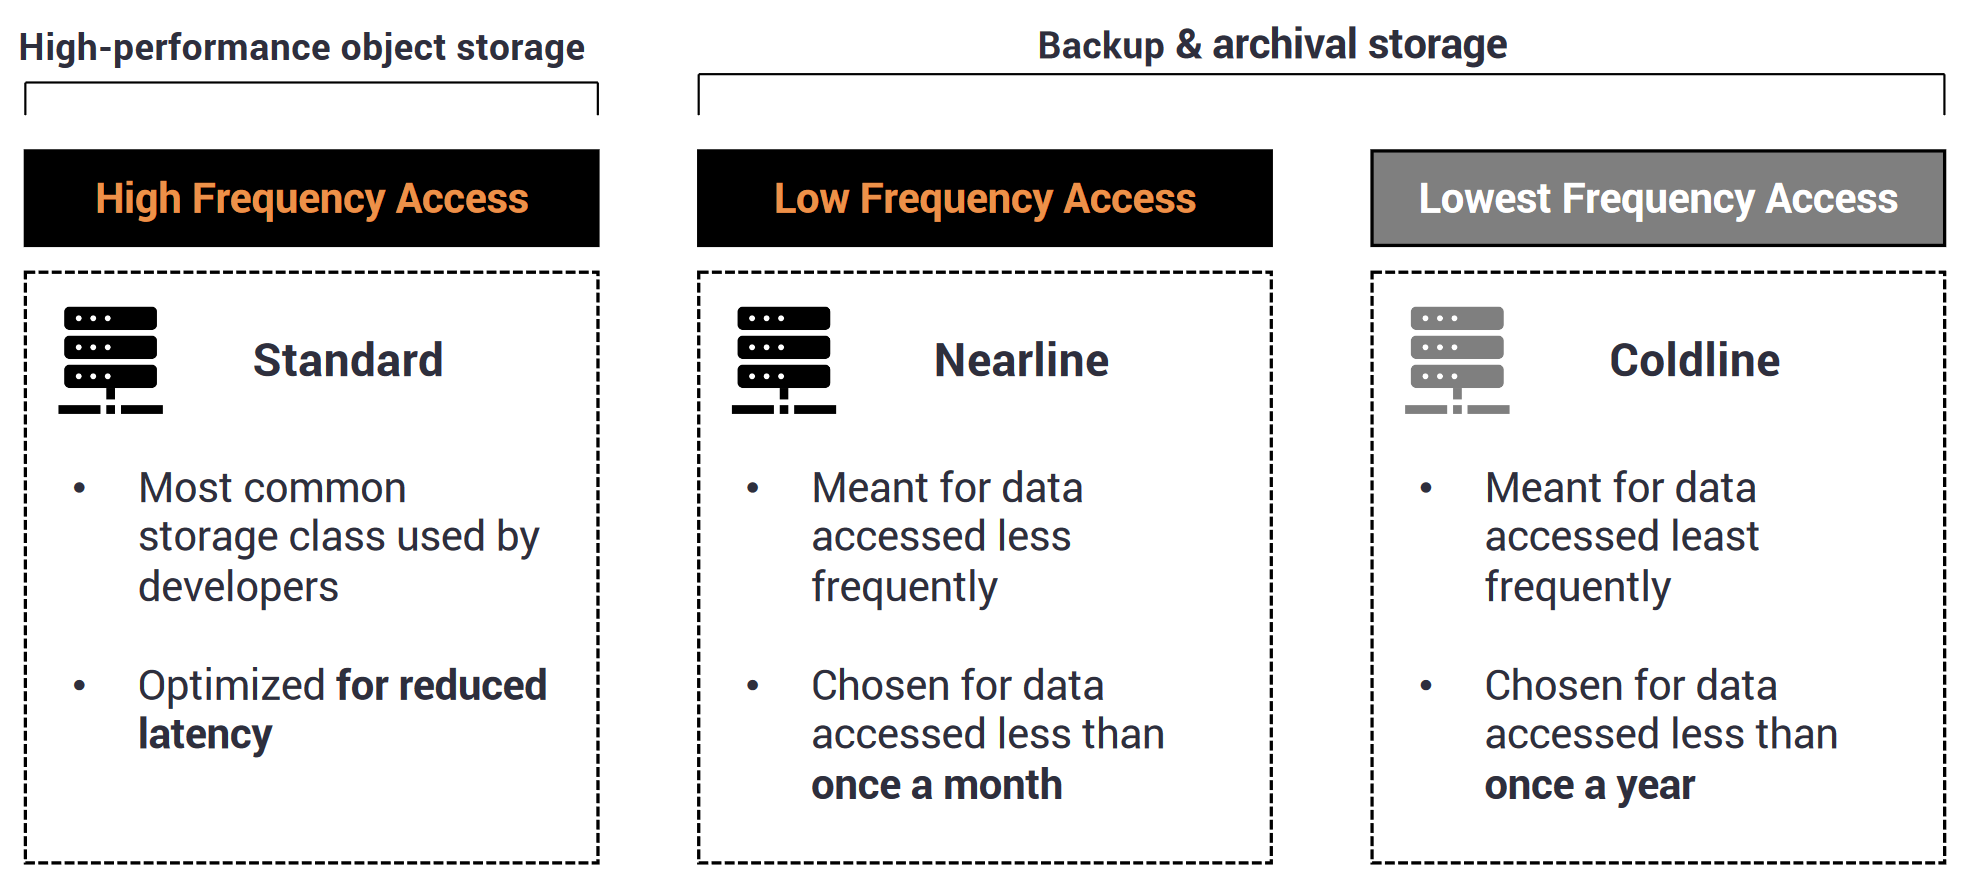 High-performance object storage
Backup & archival storage
High Frequency Access
Low Frequency Access
Lowest Frequency Access
Standard
• Most common
storage class used by
developers
• Optimized for reduced
latency
Nearline
• Meant for data
accessed less
frequently
• Chosen for data
accessed less than
once a month
Coldline
• Meant for data
accessed least
frequently
• Chosen for data
accessed less than
once a year